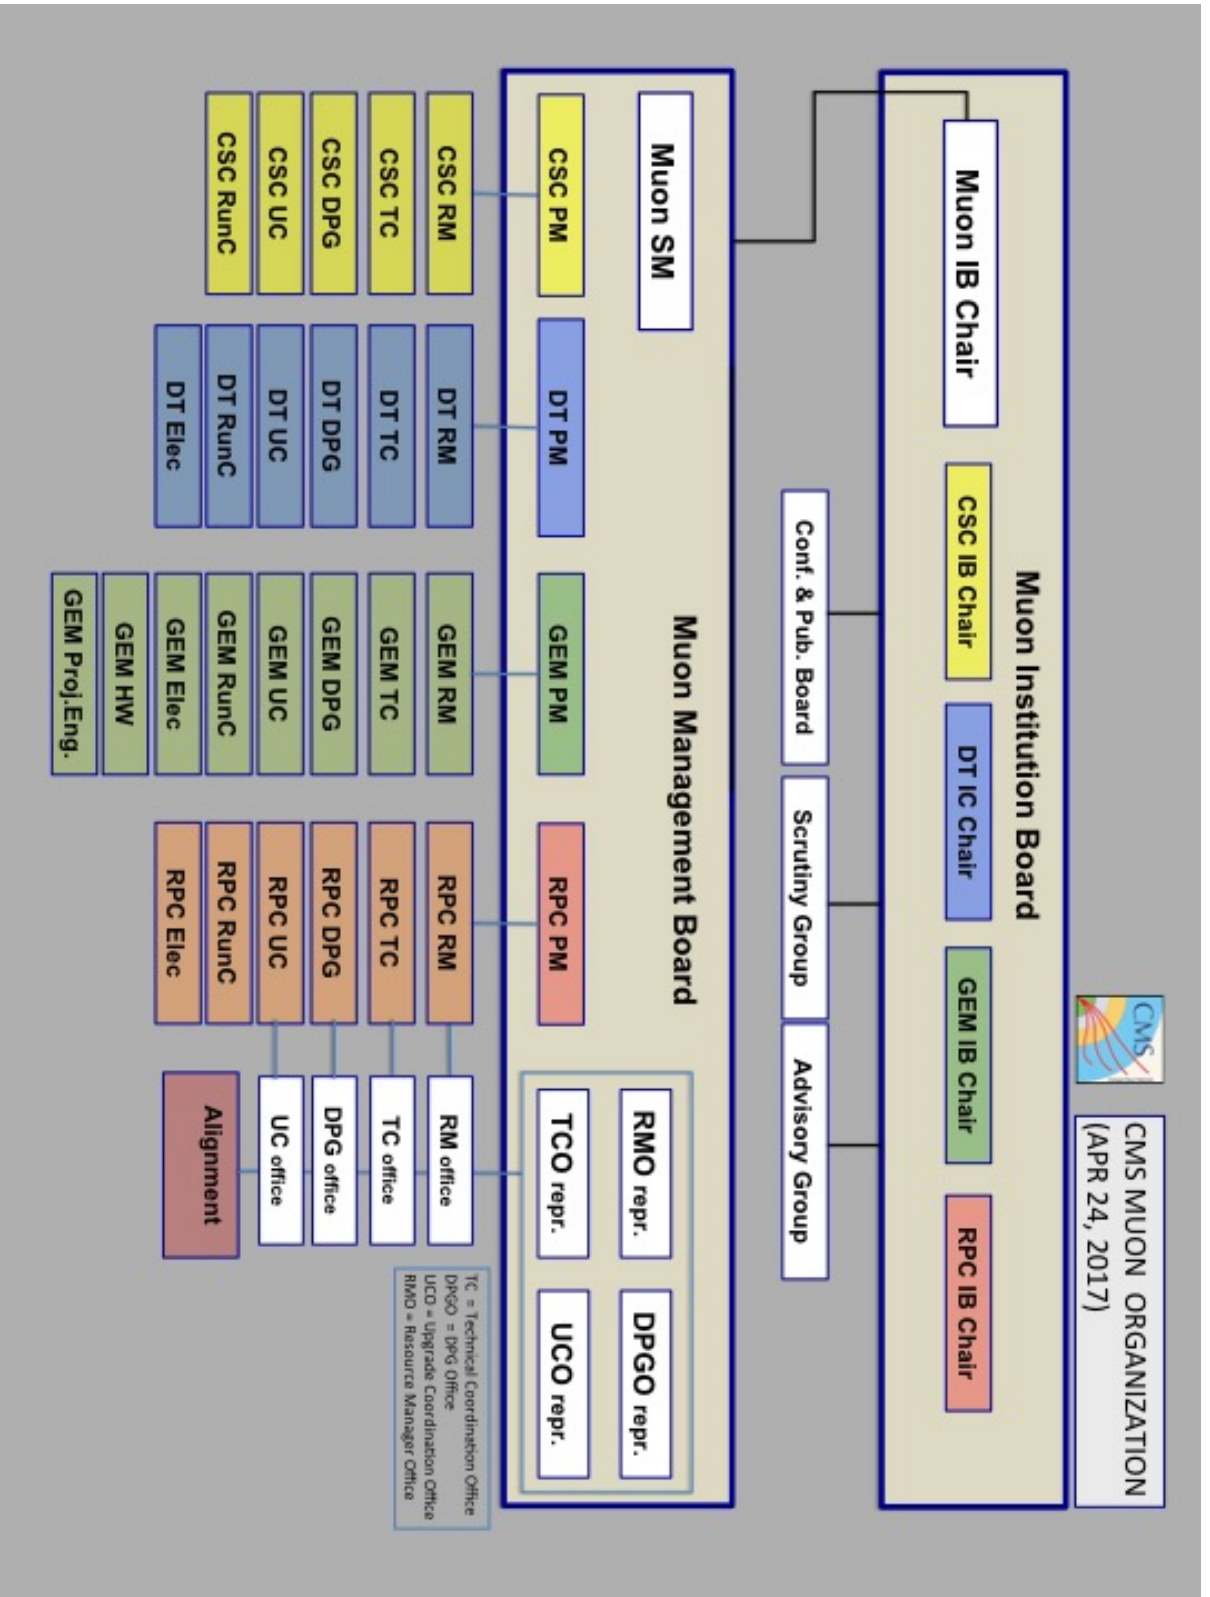 CMS
CMS MUON ORGANIZATION
(APR 24, 2017)
Muon Institution Board
Muon IB Chair
CSC IB Chair
DT IC Chair
GEM IB Chair
RPC IB Chair
Conf. & Pub. Board
Scrutiny Group
Advisory Group
Muon Management Board
Muon SM
RMO repr.
DPGO repr.
CSC PM
DT PM
GEM PM
RPC PM
TCO repr.
UCO repr.
CSC RM
DT RM
GEM RM
RPC RM
RM office
CSC TC
DT TC
GEM TC
RPC TC
TC office
CSC DPG
DT DPG
GEM DPG
RPC DPG
DPG office
CSC UC
DT UC
GEM UC
RPC UC
UC office
CSC RunC
DT RunC
GEM RunC
RPC RunC
Alignment
DT Elec
GEM Elec
RPC Elec
GEM HW
GEM Proj.Eng.
TC = Technical Coordination Office
DPGO = DPG Office
UCO = Upgrade Coordination Office
RMO = Resource Manager Office